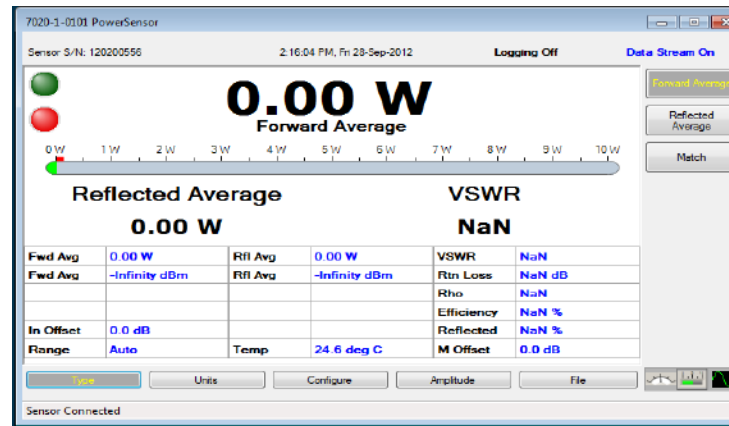 7020-1-0101 PowerSensor
Sensor S/N: 120200556 2:16:04 PM, Fri 28-Sep-2012 Logging Off Data Stream On
0.00 W
Forward Average
Forward Average
Reflected Average
Match
0 W 1 W 2 W 3 W 4 W 5 W 6 W 7 W 8 W 9 W 10 W
Reflected Average VSWR
0.00 W NaN
Fwd Avg 0.00 W Rfl Avg 0.00 W VSWR NaN
Fwd Avg -Infinity dBm Rfl Avg -Infinity dBm Rtn Loss NaN dB
Rho NaN
Efficiency NaN %
In Offset 0.0 dB Reflected NaN %
Range Auto Temp 24.6 deg C M Offset 0.0 dB
Type Units Configure Amplitude File
Sensor Connected